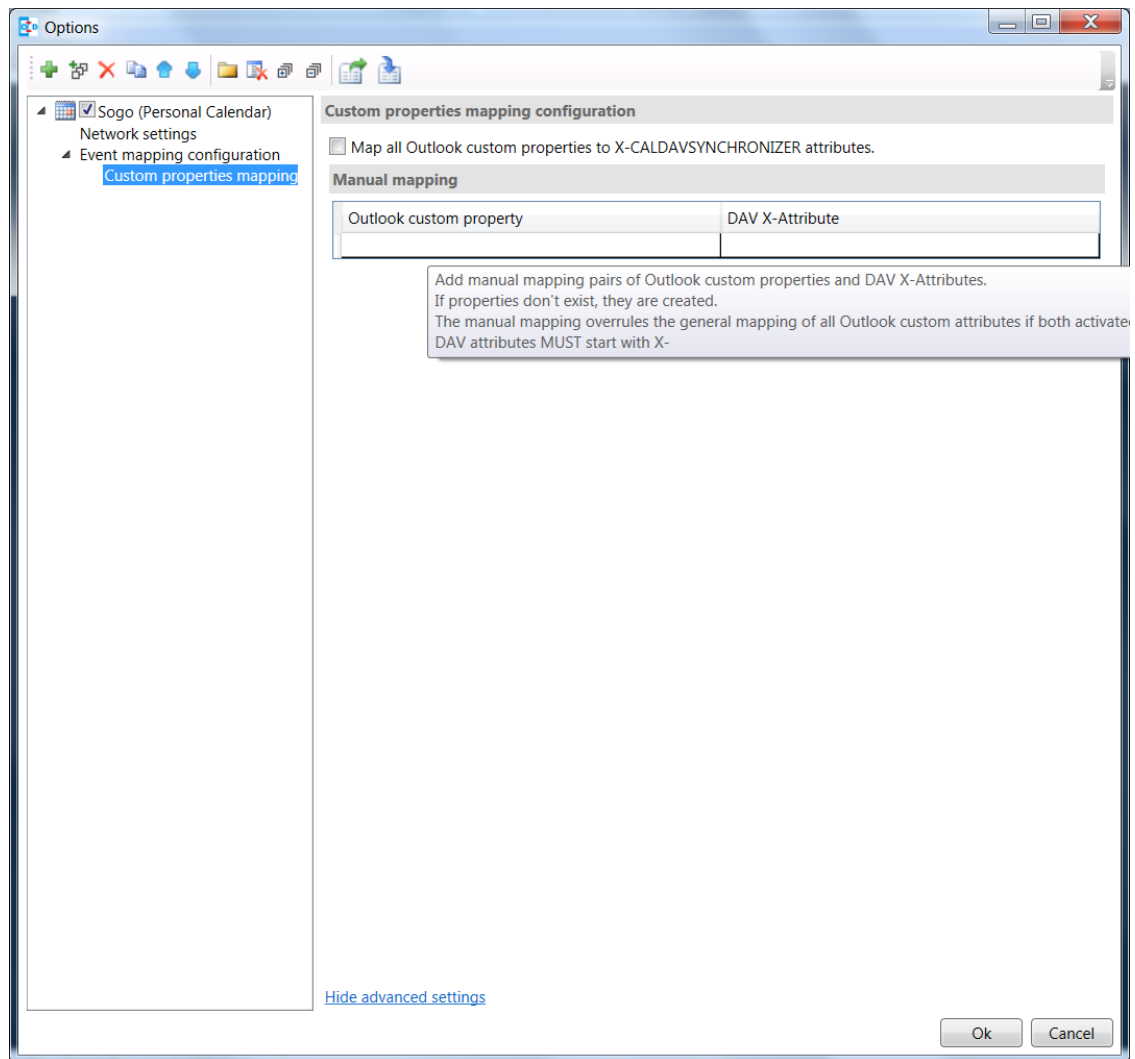 Options
X
Sogo (Personal Calendar)
Network settings
Event mapping configuration
Custom properties mapping
Custom properties mapping configuration
Map all Outlook custom properties to X-CALDAVSYNCHRONIZER attributes.
Manual mapping
Outlook custom property DAV X-Attribute
Add manual mapping pairs of Outlook custom properties and DAV X-Attributes.
If properties don't exist, they are created.
The manual mapping overrules the general mapping of all Outlook custom attributes if both activate
DAV attributes MUST start with X-
Hide advanced settings
Ok Cancel